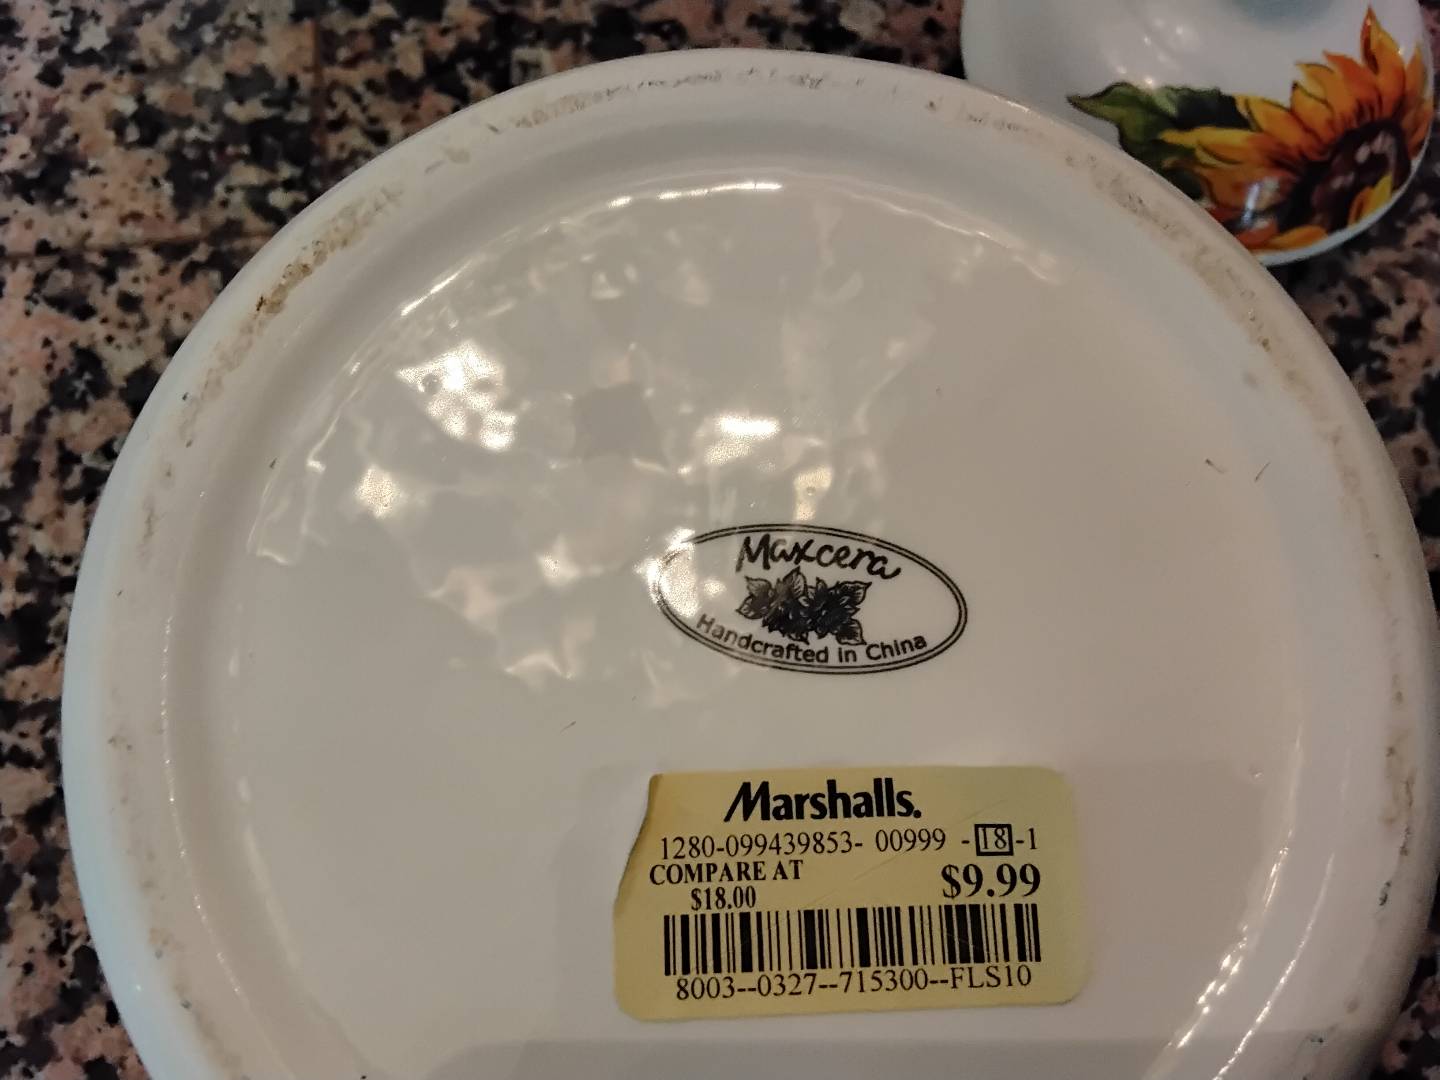 Maxcera
Handcrafted in China
Marshalls.
1280-099439853- 00999 -18-1
COMPARE AT
$18.00
$9.99
8003--0327--715300--FLS10